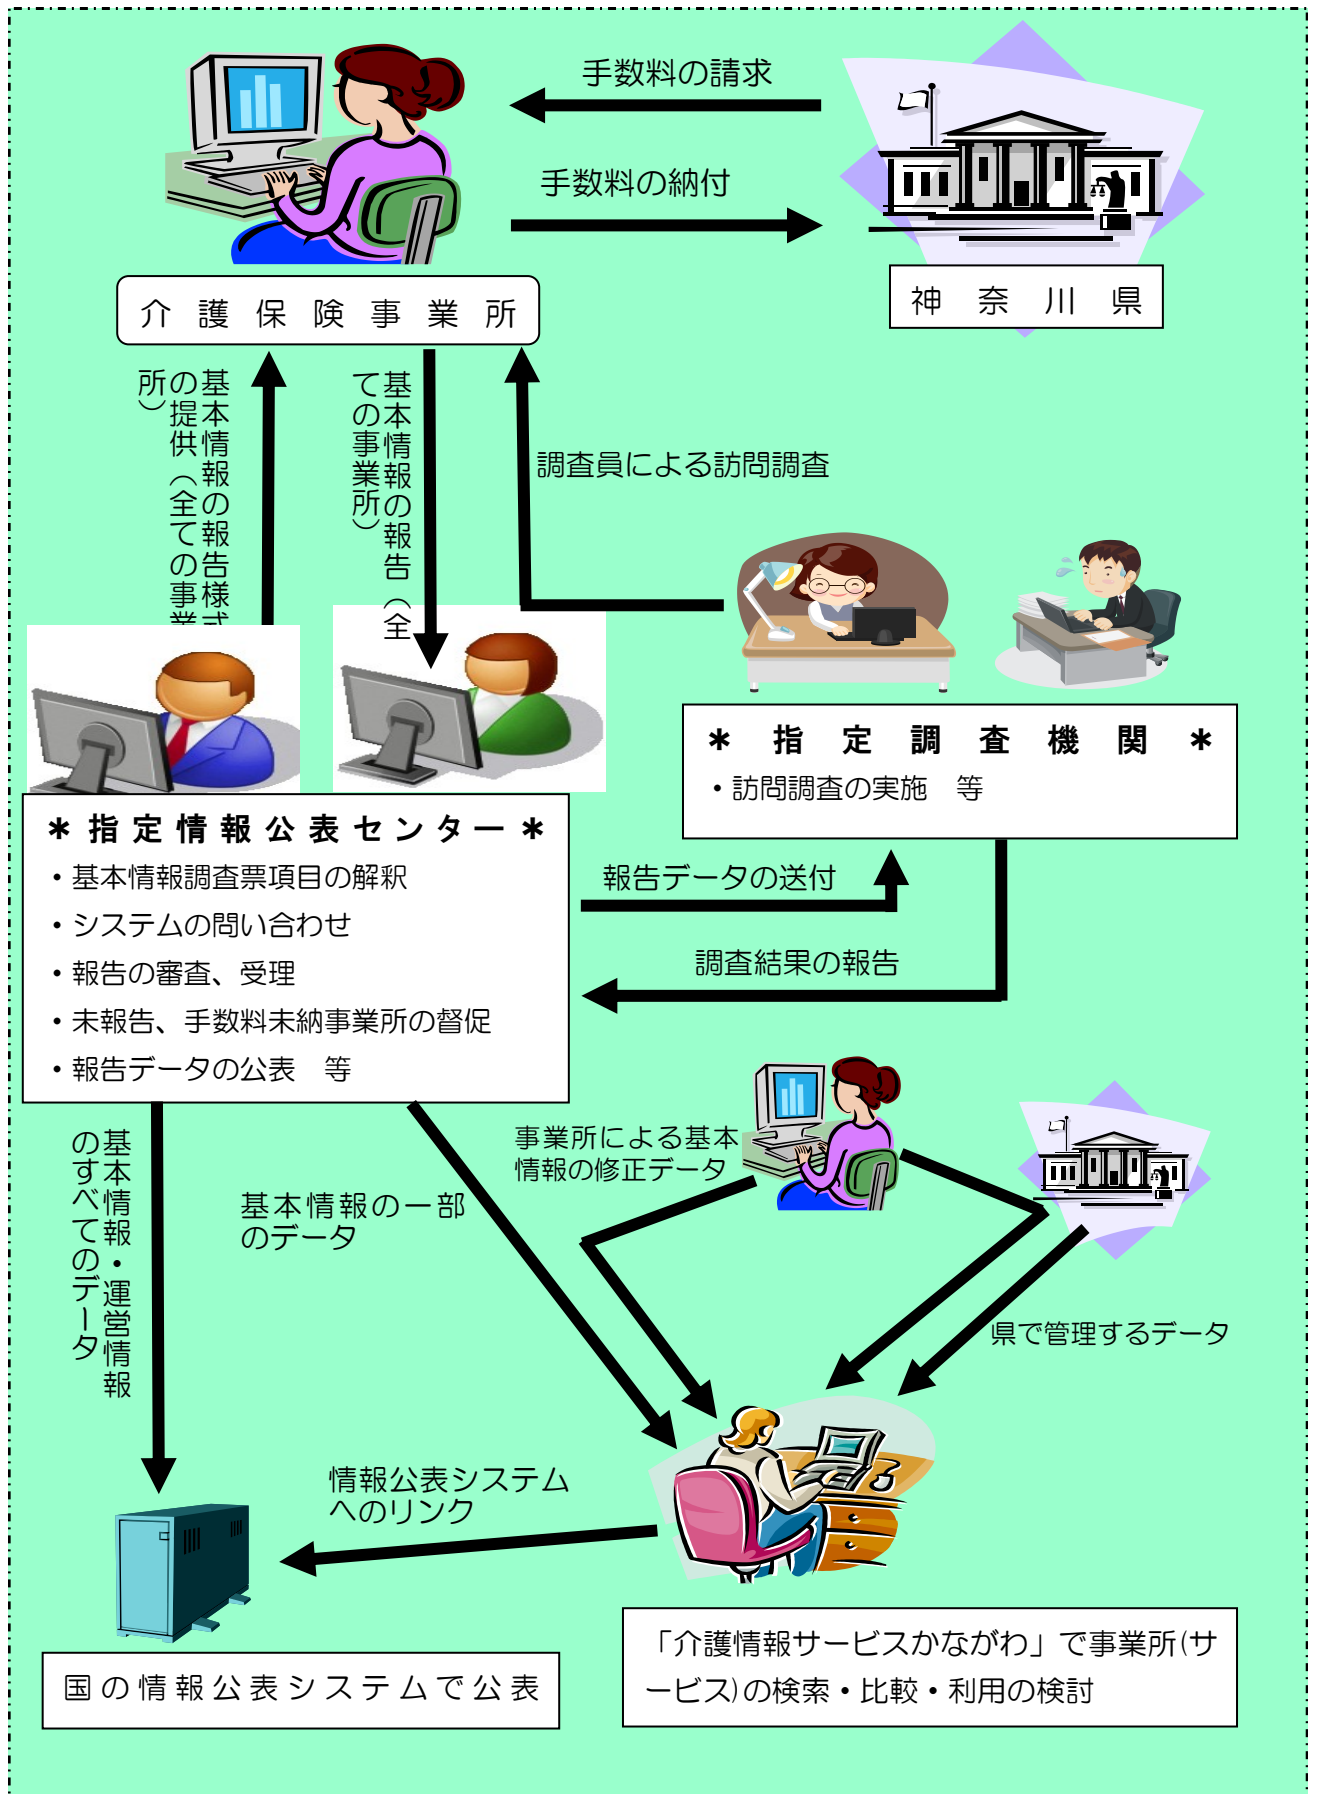 手数料の請求
手数料の納付
介護保険事業所
神奈川県
基本情報の報告様式
の提供（全ての事業
所）
基本情報の報告（全
ての事業所）
調査員による訪問調査
＊指定調査機関＊
・訪問調査の実施　等
＊指定情報公表センター＊
・基本情報調査票項目の解釈
・システムの問い合わせ
・報告の審査、受理
・未報告、手数料未納事業所の督促
・報告データの公表　等
報告データの送付
調査結果の報告
基本情報・運営情報
のすべてのデータ
基本情報の一部
のデータ
事業所による基本
情報の修正データ
県で管理するデータ
情報公表システム
へのリンク
国の情報公表システムで公表
「介護情報サービスかながわ」で事業所(サ
ービス)の検索・比較・利用の検討